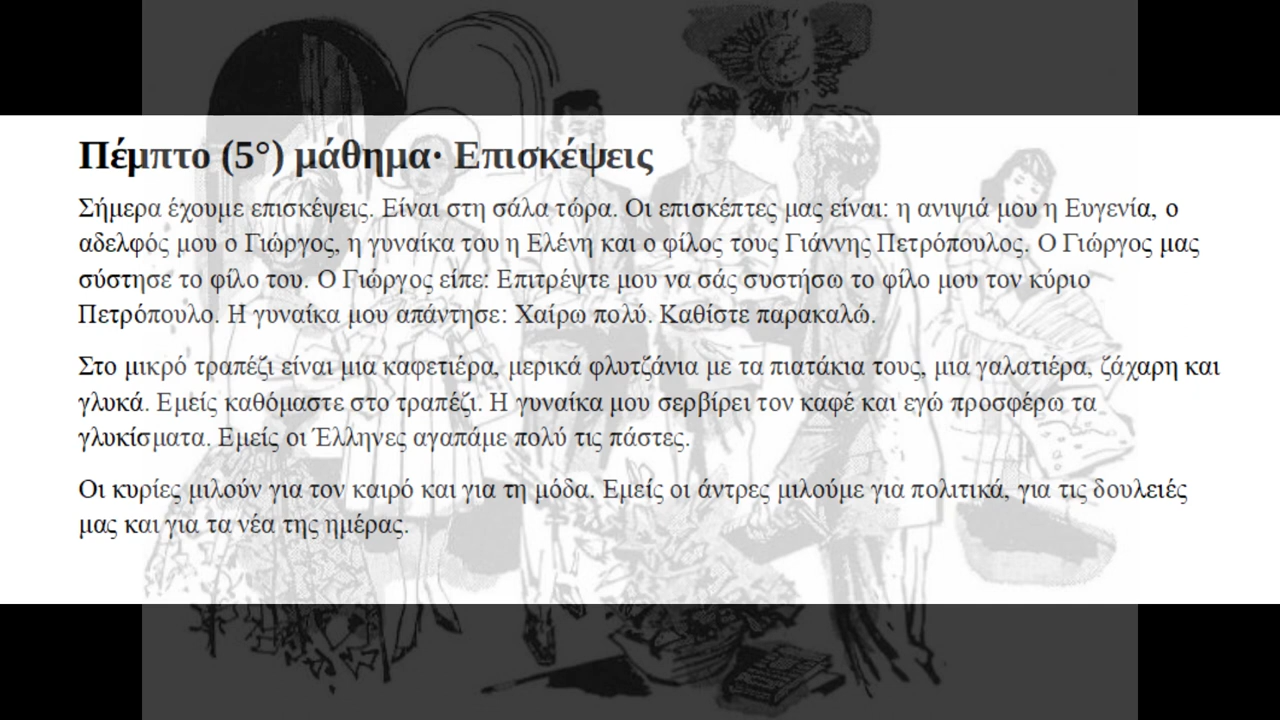 Πέμπτο (5°) μάθημα· Επισκέψεις
Σήμερα έχουμε επισκέψεις. Είναι στη σάλα τώρα. Οι επισκέπτες μας είναι: η ανιψιά μου η Ευγενία, ο
αδελφός μου ο Γιώργος, η γυναίκα του η Ελένη και ο φίλος τους Γιάννης Πετρόπουλος. Ο Γιώργος μας
σύστησε το φίλο του. Ο Γιώργος είπε: Επιτρέψτε μου να σάς συστήσω το φίλο μου τον κύριο
Πετρόπουλο. Η γυναίκα μου απάντησε: Χαίρω πολύ. Καθίστε παρακαλώ.
Στο μικρό τραπέζι είναι μια καφετιέρα, μερικά φλυτζάνια με τα πιατάκια τους, μια γαλατιέρα, ζάχαρη και
γλυκά. Εμείς καθόμαστε στο τραπέζι. Η γυναίκα μου σερβίρει τον καφέ και εγώ προσφέρω τα
γλυκίσματα. Εμείς οι Έλληνες αγαπάμε πολύ τις πάστες.
Οι κυρίες μιλούν για τον καιρό και για τη μόδα. Εμείς οι άντρες μιλούμε για πολιτικά, για τις δουλειές
μας και για τα νέα της ημέρας.